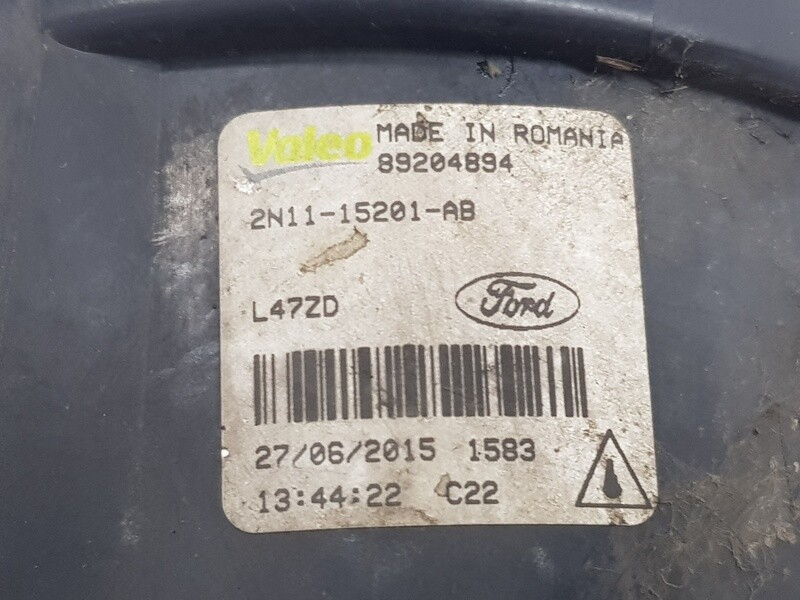 Valeo MADE IN ROMANIA
89204894
2N11-15201-AB
L47ZD Ford
27/06/2015 1583
13:44:22 C22